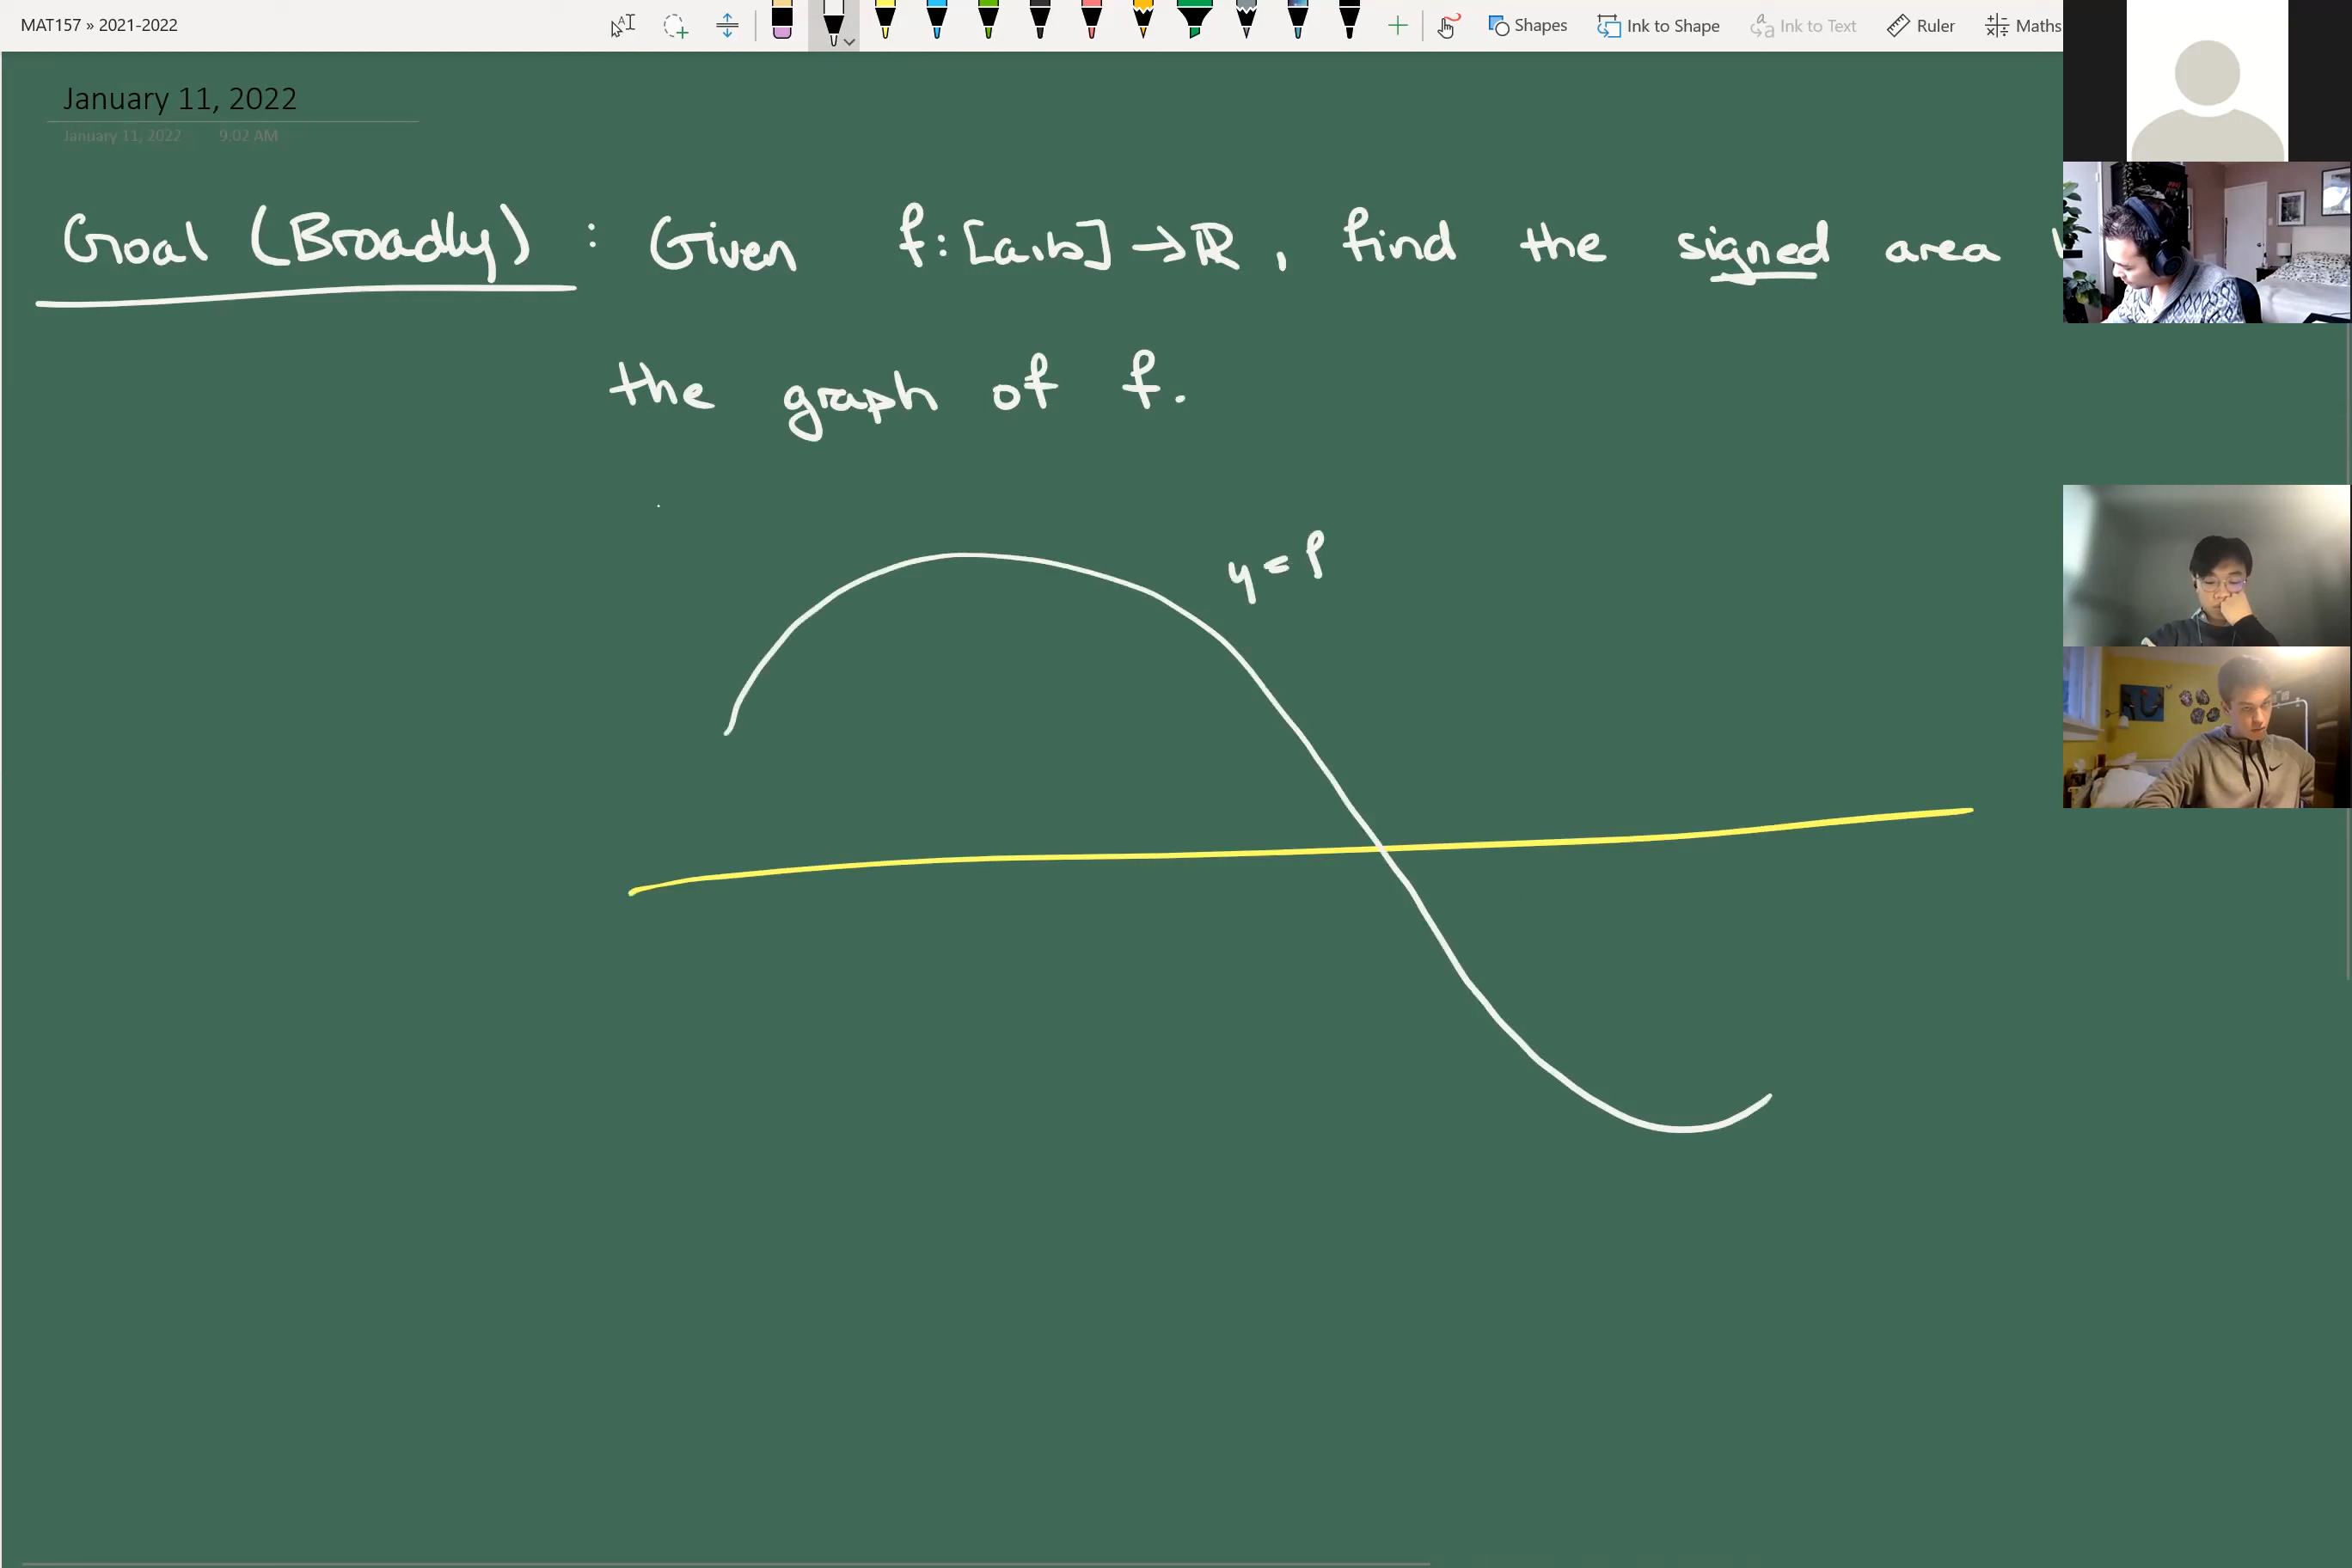 MAT157 » 2021-2022
Shapes Ink to Shape Ink to Text Ruler Maths
January 11, 2022
January 11, 2022 9:02 AM
Goal (Broadly) : Given f: [a,b] → ℝ, find the signed area
the graph of f.
y = f